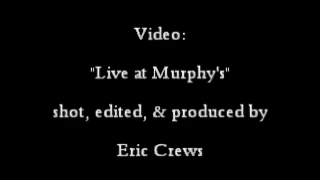 Video:
"Live at Murphy's"
shot, edited, & produced by
Eric Crews